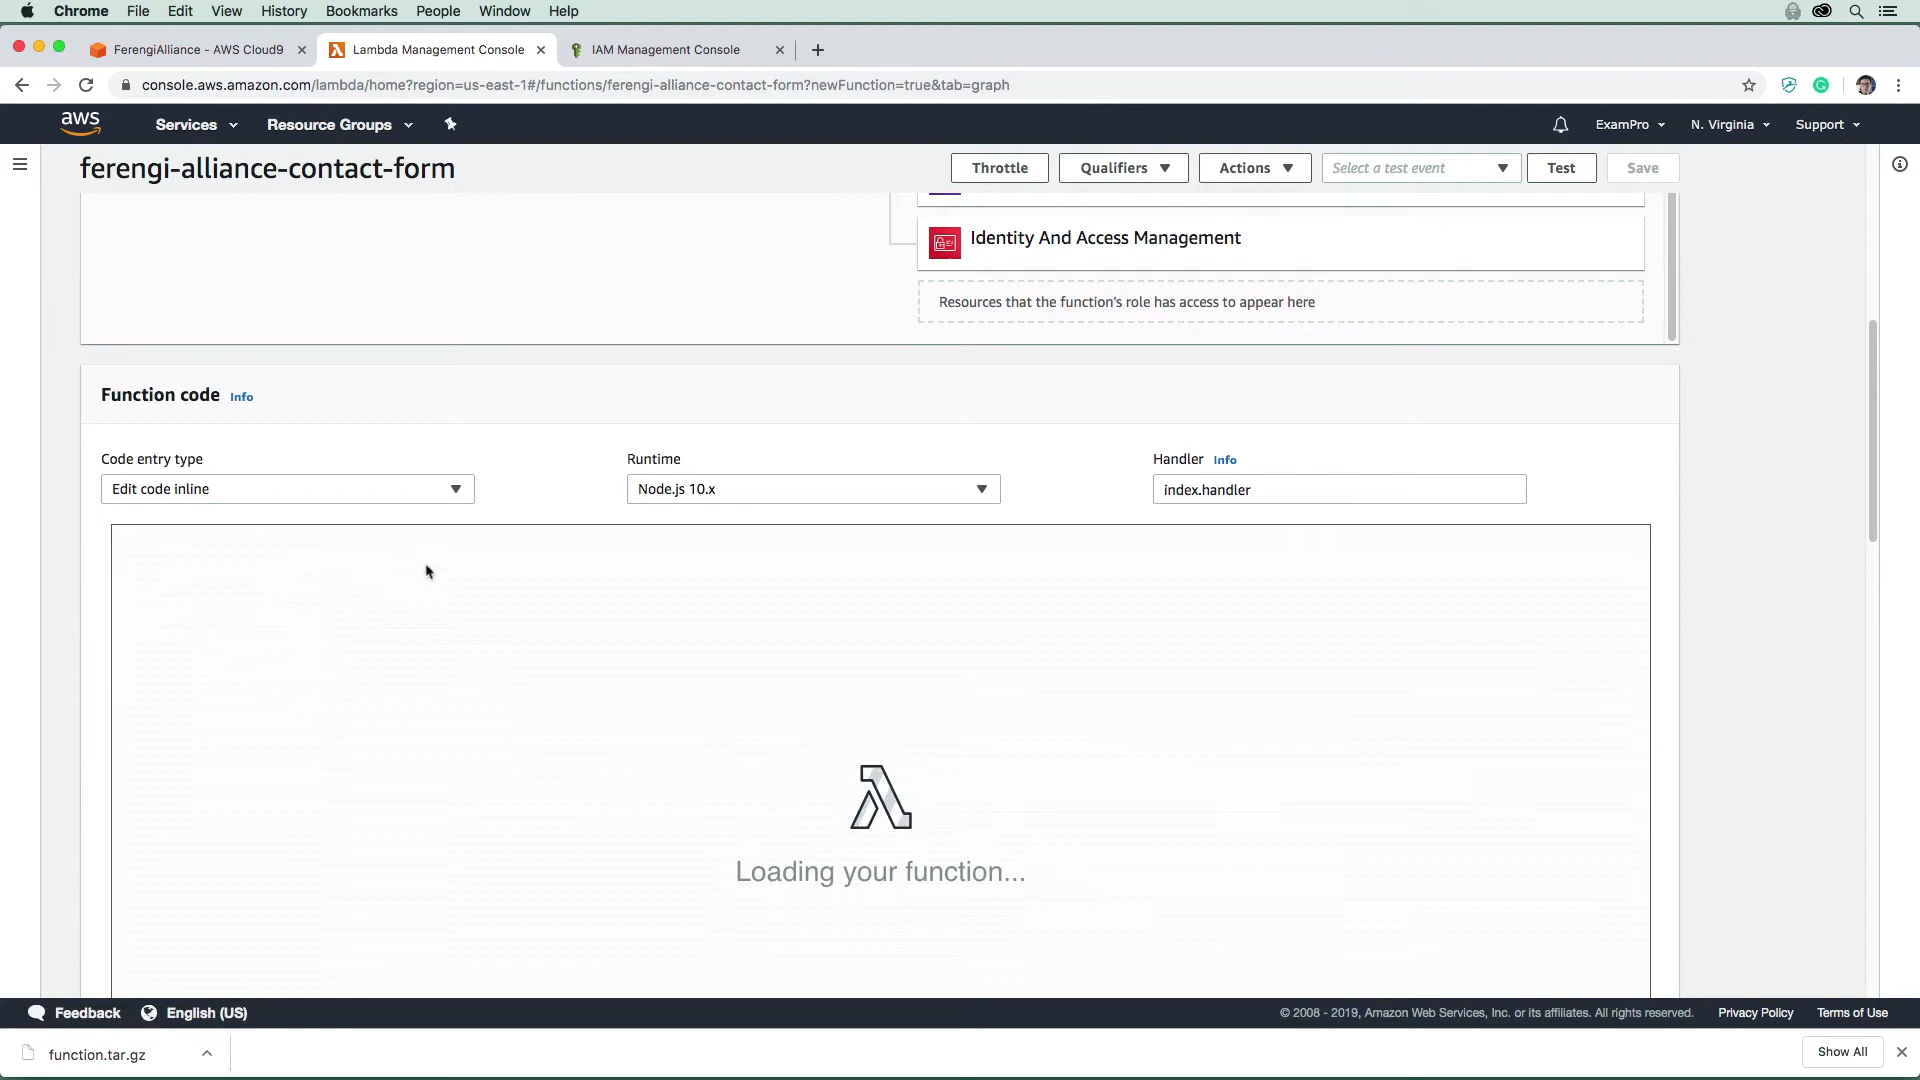 Chrome File Edit View History Bookmarks People Window Help
FerengiAlliance - AWS Cloud9 Lambda Management Console IAM Management Console
console.aws.amazon.com/lambda/home?region=us-east-1#/functions/ferengi-alliance-contact-form?newFunction=true&tab=graph
aws Services Resource Groups ExamPro N. Virginia Support
ferengi-alliance-contact-form Throttle Qualifiers Actions Select a test event Test Save
Identity And Access Management
Resources that the function's role has access to appear here
Function code Info
Code entry type Runtime Handler Info
Edit code inline Node.js 10.x index.handler
Loading your function...
Feedback English (US) © 2008 - 2019, Amazon Web Services, Inc. or its affiliates. All rights reserved. Privacy Policy Terms of Use
function.tar.gz Show All